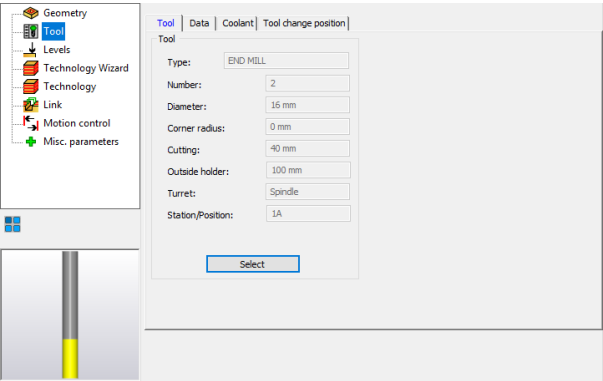 Geometry
Tool
Levels
Technology Wizard
Technology
Link
Motion control
Misc. parameters
Tool Data Coolant Tool change position
Tool
Type: END MILL
Number: 2
Diameter: 16 mm
Corner radius: 0 mm
Cutting: 40 mm
Outside holder: 100 mm
Turret: Spindle
Station/Position: 1A
Select